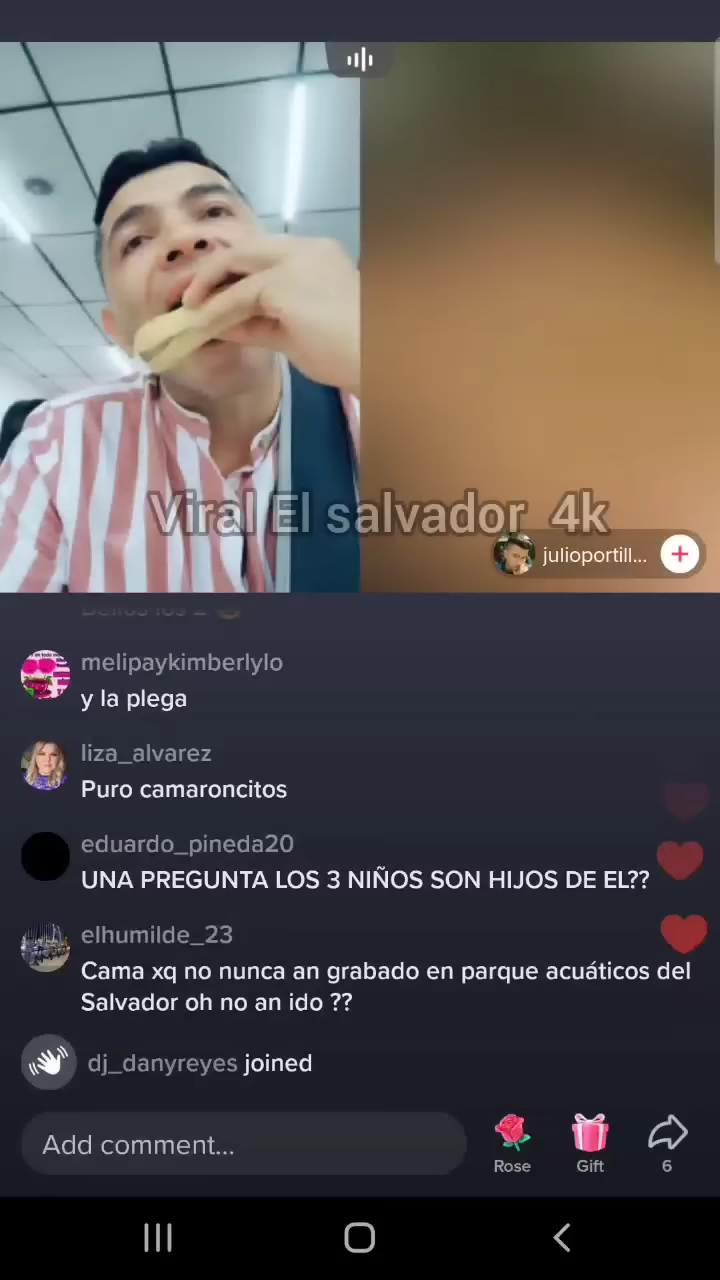 Viral El salvador 4k
julioportill...
melipaykimberlylo
y la plega
liza_alvarez
Puro camaroncitos
eduardo_pineda20
UNA PREGUNTA LOS 3 NIÑOS SON HIJOS DE EL??
elhumilde_23
Cama xq no nunca an grabado en parque acuáticos del
Salvador oh no an ido ??
dj_danyreyes joined
Add comment...
Rose
Gift
6